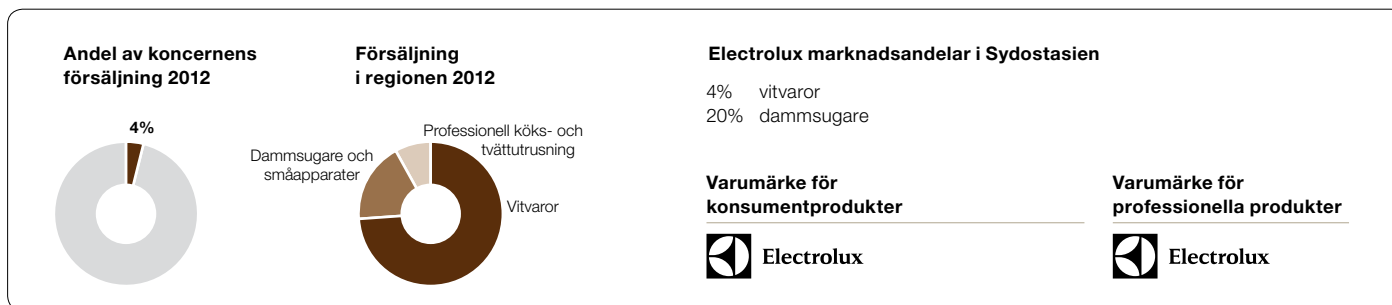 Andel av koncernens
försäljning 2012
4%
Försäljning
i regionen 2012
Professionell köks- och
tvättutrusning
Dammsugare och
småapparater
Vitvaror
Electrolux marknadsandelar i Sydostasien
4% vitvaror
20% dammsugare
Varumärke för
konsumentprodukter
Electrolux
Varumärke för
professionella produkter
Electrolux